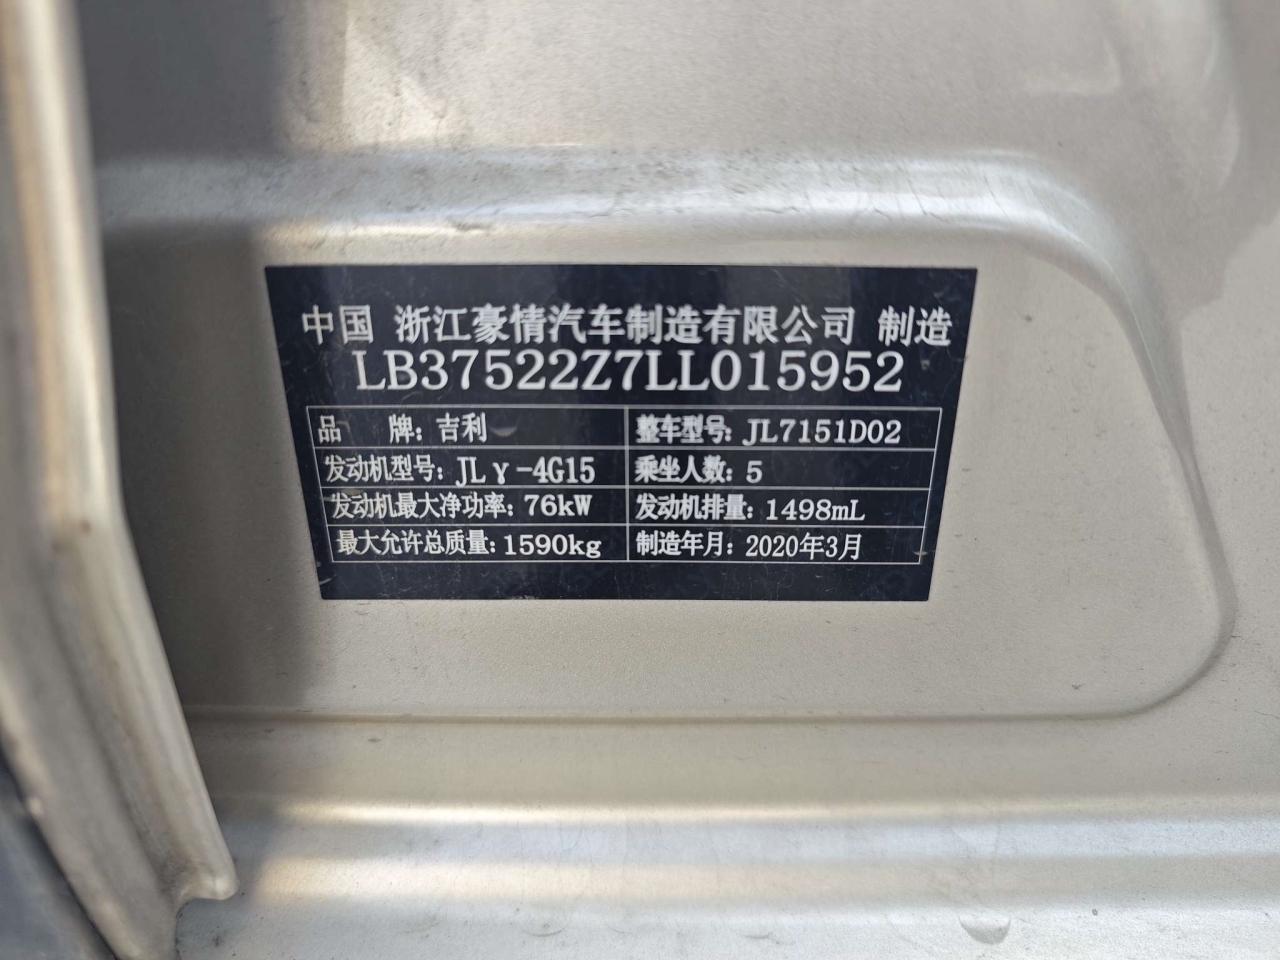 中国 浙江豪情汽车制造有限公司 制造
LB37522Z7LL015952
品 牌: 吉利 整车型号: JL7151D02
发动机型号: JLγ-4G15 乘坐人数: 5
发动机最大净功率: 76kW 发动机排量: 1498mL
最大允许总质量: 1590kg 制造年月: 2020年3月